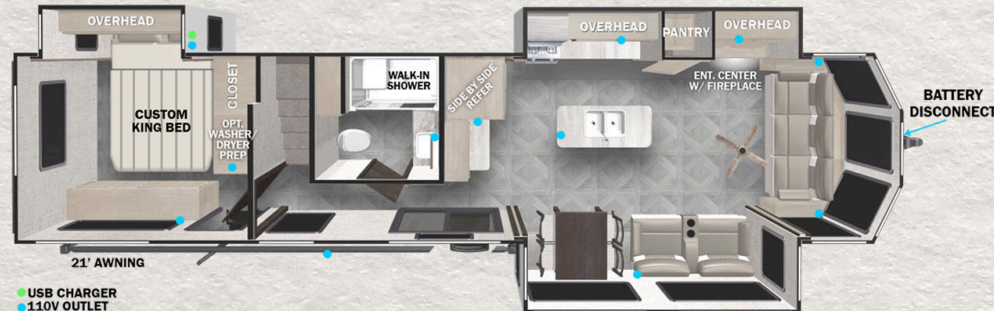 OVERHEAD
OVERHEAD
PANTRY
OVERHEAD
WALK-IN
SHOWER
CLOSET
SIDE BY SIDE
REFER
ENT. CENTER
W/ FIREPLACE
CUSTOM
KING BED
OPT.
WASHER/
DRYER
PREP
BATTERY
DISCONNECT
21' AWNING
USB CHARGER
110V OUTLET